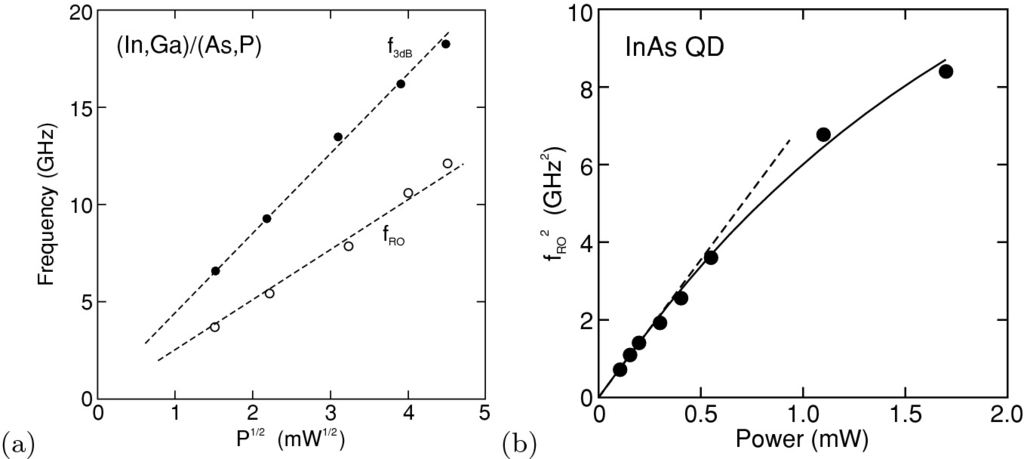 20
15
10
5
0
Frequency (GHz)
(In,Ga)/(As,P)
f3dB
fRO
0 1 2 3 4 5
P1/2 (mW1/2)
(a)
10
8
6
4
2
0
fRO2 (GHz2)
InAs QD
0 0.5 1.0 1.5 2.0
Power (mW)
(b)